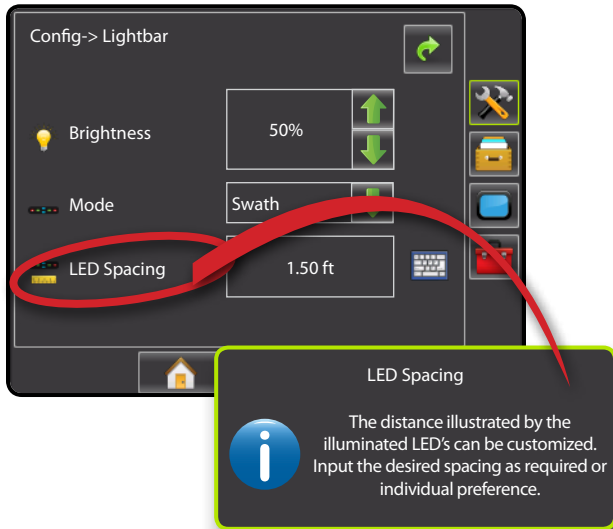 Config-> Lightbar
Brightness
50%
Mode
Swath
LED Spacing
1.50 ft
LED Spacing
The distance illustrated by the
illuminated LED's can be customized.
Input the desired spacing as required or
individual preference.